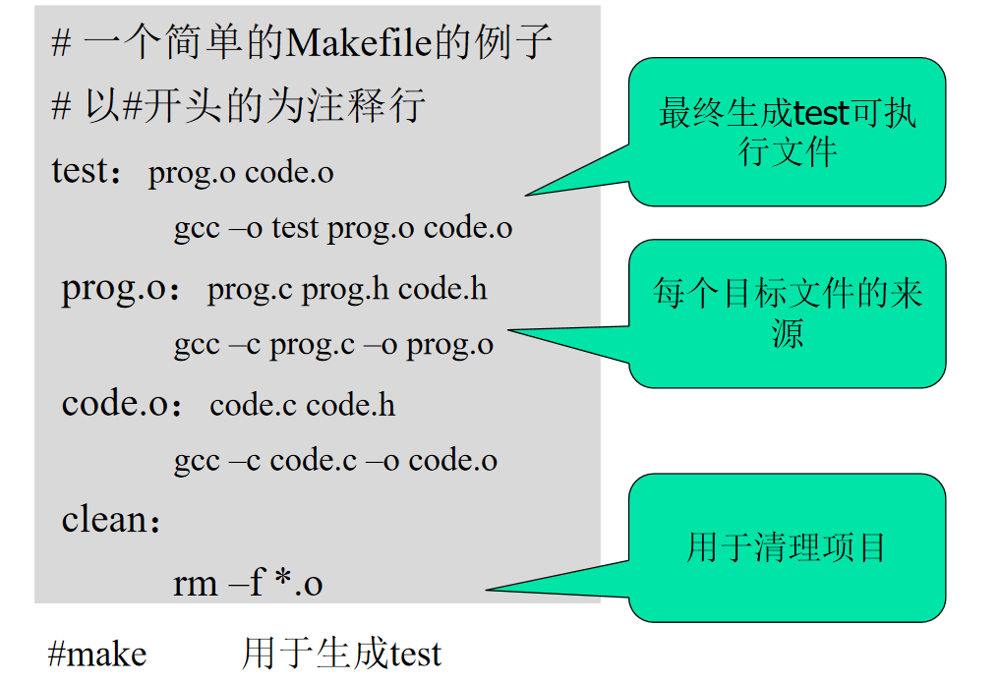 # 一个简单的Makefile的例子
# 以#开头的为注释行
test： prog.o code.o
gcc –o test prog.o code.o
prog.o： prog.c prog.h code.h
gcc –c prog.c –o prog.o
code.o： code.c code.h
gcc –c code.c –o code.o
clean：
rm –f *.o
#make 用于生成test
最终生成test可执
行文件
每个目标文件的来
源
用于清理项目